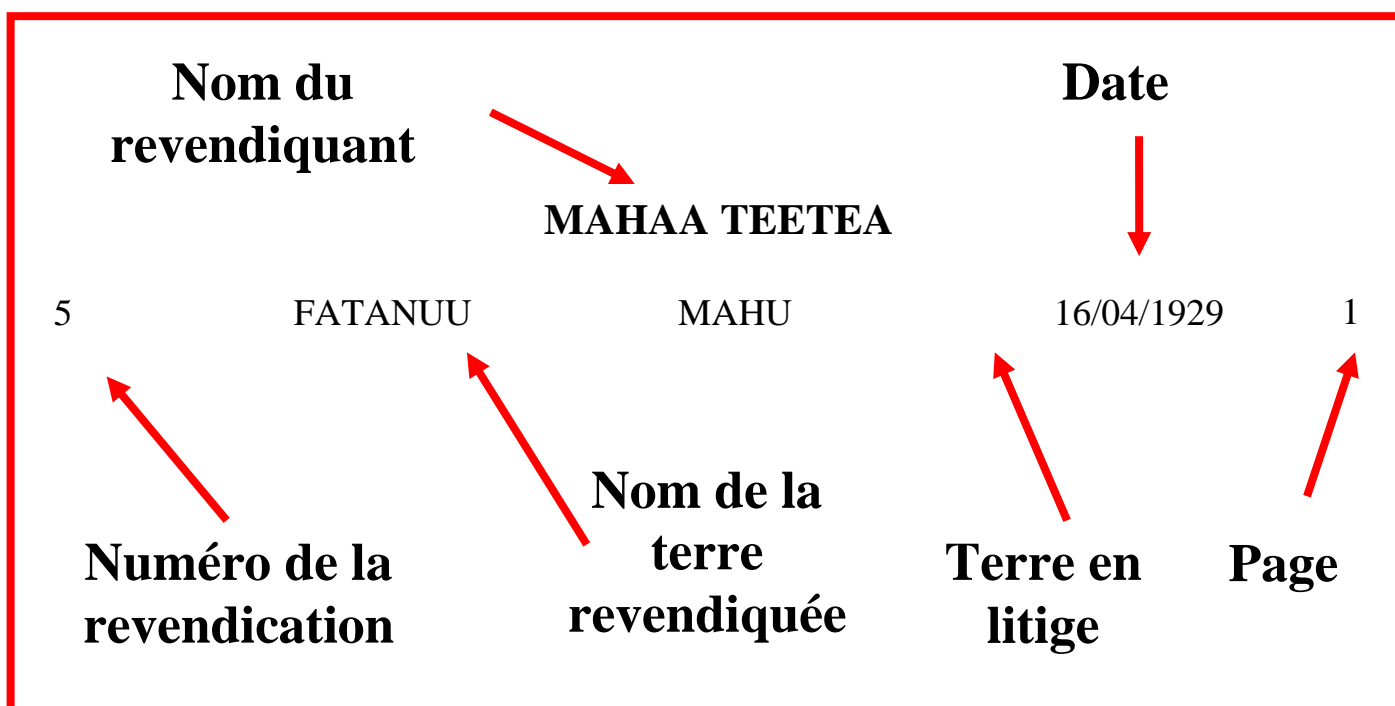 Nom du
revendiquant
Date
MAHAA TEETEA
5 FATANUU MAHU 16/04/1929 1
Nom de la
terre
revendiquée
Numéro de la
revendication
Terre en
litige
Page